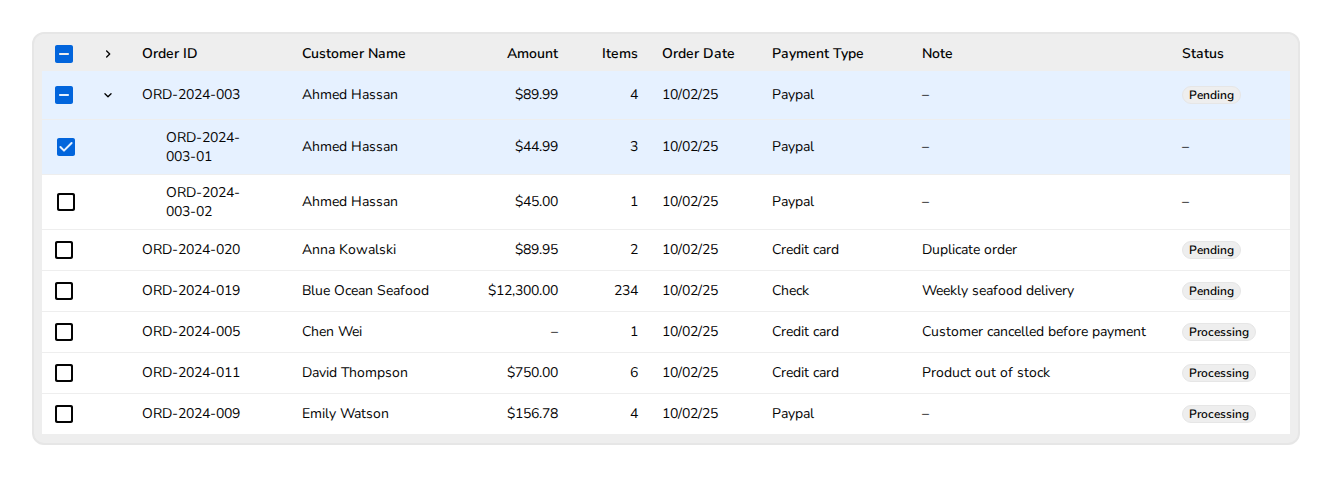 Order ID Customer Name Amount Items Order Date Payment Type Note Status
ORD-2024-003 Ahmed Hassan $89.99 4 10/02/25 Paypal – Pending
ORD-2024-
003-01 Ahmed Hassan $44.99 3 10/02/25 Paypal – –
ORD-2024-
003-02 Ahmed Hassan $45.00 1 10/02/25 Paypal – –
ORD-2024-020 Anna Kowalski $89.95 2 10/02/25 Credit card Duplicate order Pending
ORD-2024-019 Blue Ocean Seafood $12,300.00 234 10/02/25 Check Weekly seafood delivery Pending
ORD-2024-005 Chen Wei – 1 10/02/25 Credit card Customer cancelled before payment Processing
ORD-2024-011 David Thompson $750.00 6 10/02/25 Credit card Product out of stock Processing
ORD-2024-009 Emily Watson $156.78 4 10/02/25 Paypal – Processing